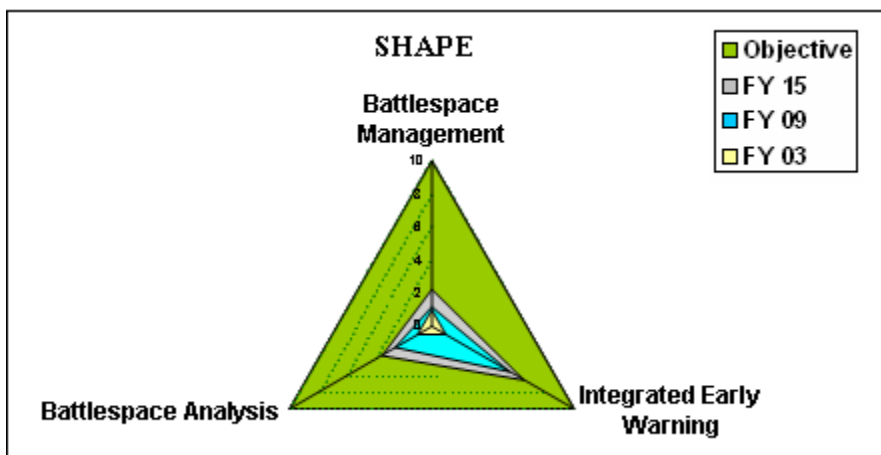 SHAPE
Objective
FY 15
FY 09
FY 03
Battlespace
Management
10
8
6
4
2
0
Battlespace Analysis
Integrated Early
Warning